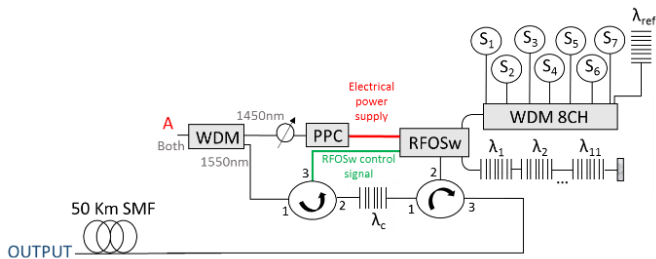 λref
S1
S3
S5
S7
S2
S4
S6
Electrical
power
supply
1450nm
A
Both
WDM
PPC
RFOSw
WDM 8CH
1550nm
RFOSw control
signal
λ1
λ2
λ11
...
3
2
1
2
λc
1
3
50 Km SMF
OUTPUT